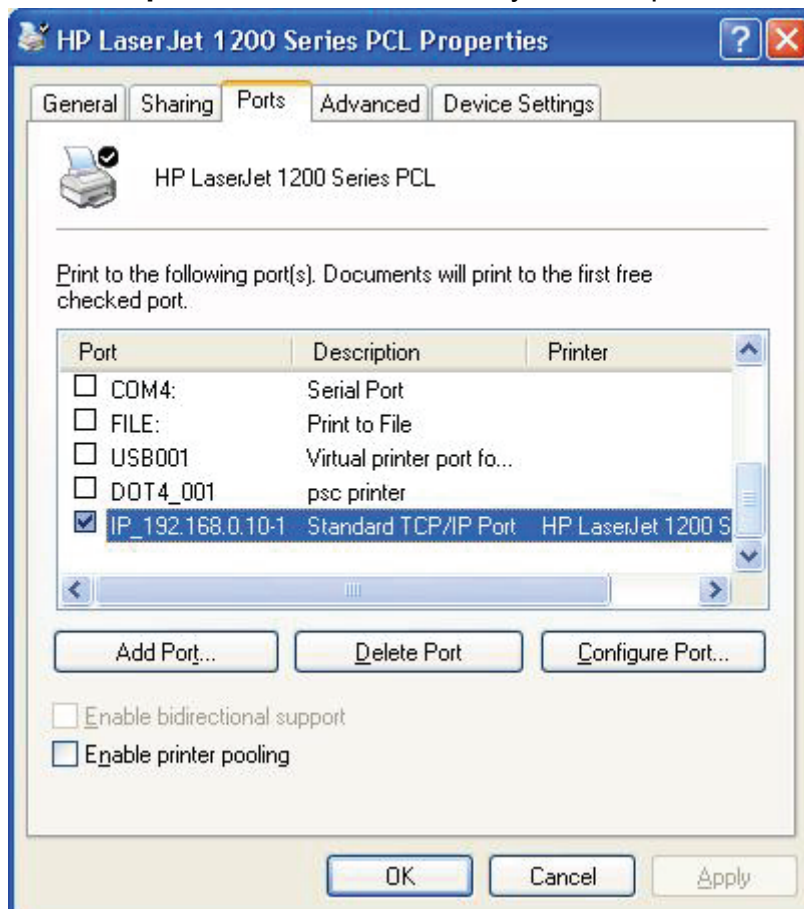 HP LaserJet 1200 Series PCL Properties
General Sharing Ports Advanced Device Settings
HP LaserJet 1200 Series PCL
Print to the following port(s). Documents will print to the first free
checked port.
Port Description Printer
COM4: Serial Port
FILE: Print to File
USB001 Virtual printer port fo...
DOT4_001 psc printer
IP_192.168.0.10-1 Standard TCP/IP Port HP LaserJet 1200 S
Add Port... Delete Port Configure Port...
Enable bidirectional support
Enable printer pooling
OK Cancel Apply